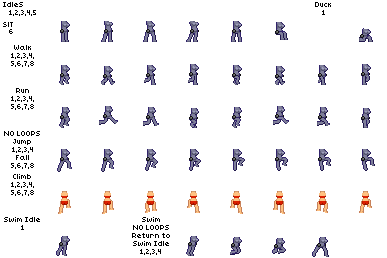 IdleS
1,2,3,4,5
Duck
1
SIT
6
Walk
1,2,3,4,
5,6,7,8
Run
1,2,3,4,
5,6,7,8
NO LOOPS
Jump
1,2,3,4
Fall
5,6,7,8
Climb
1,2,3,4,
5,6,7,8
Swim Idle
1
Swim
NO LOOPS
Return to
Swim Idle
1,2,3,4